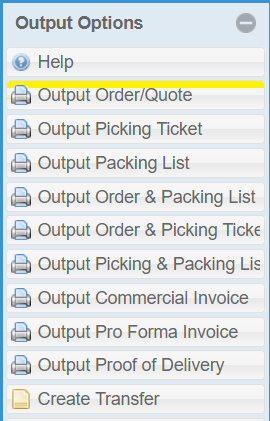 Output Options
Help
Output Order/Quote
Output Picking Ticket
Output Packing List
Output Order & Packing List
Output Order & Picking Ticke
Output Picking & Packing Lis
Output Commercial Invoice
Output Pro Forma Invoice
Output Proof of Delivery
Create Transfer